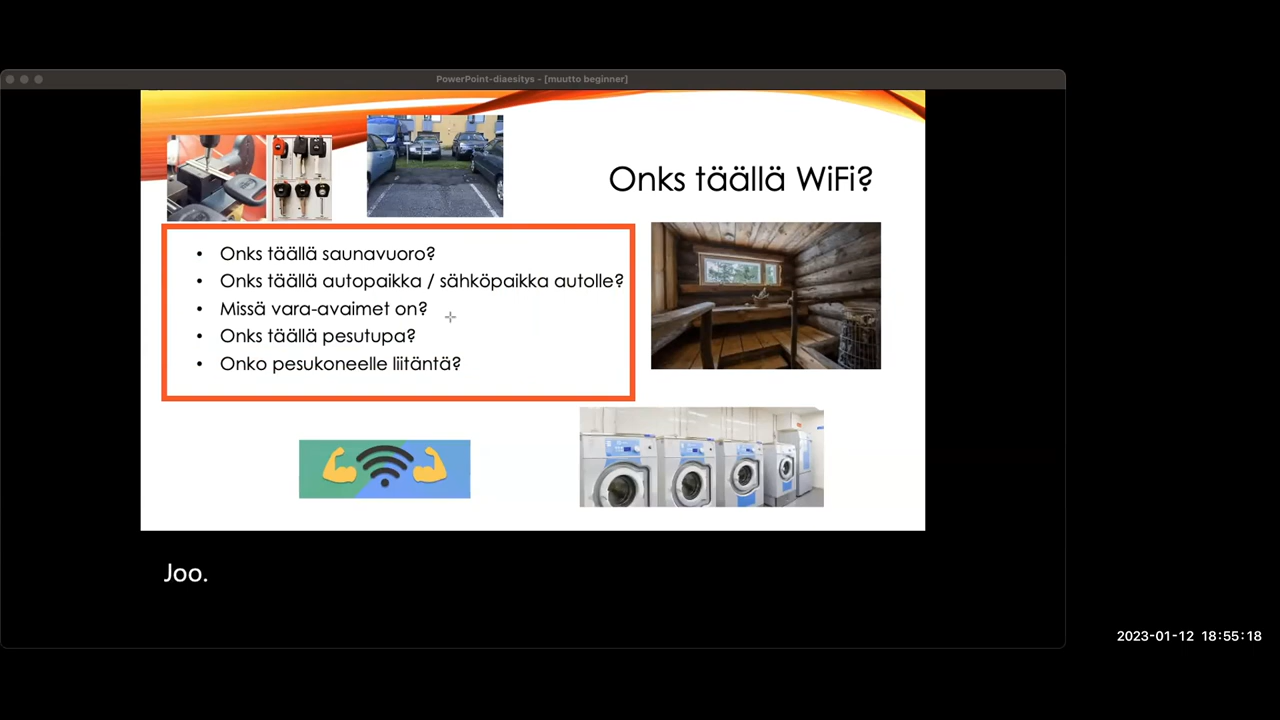 PowerPoint-diaesitys - [muutto beginner]
Onks täällä WiFi?
• Onks täällä saunavuoro?
• Onks täällä autopaikka / sähköpaikka autolle?
• Missä vara-avaimet on?
• Onks täällä pesutupa?
• Onko pesukoneelle liitäntä?
Joo.
2023-01-12 18:55:18